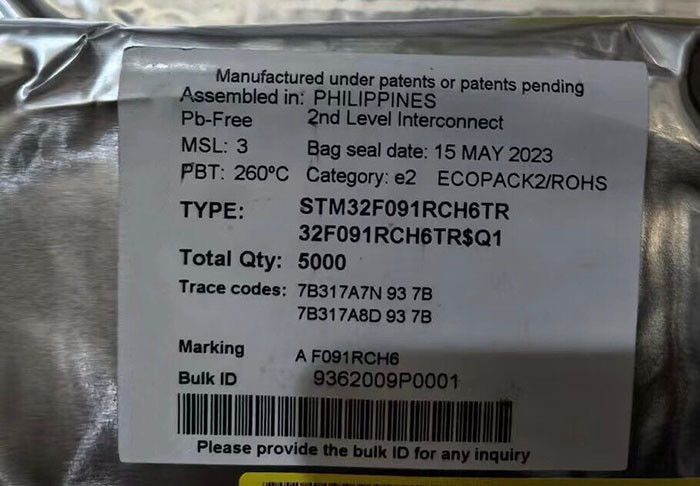 Manufactured under patents or patents pending
Assembled in: PHILIPPINES
Pb-Free 2nd Level Interconnect
MSL: 3 Bag seal date: 15 MAY 2023
PBT: 260ºC Category: e2 ECOPACK2/ROHS
TYPE: STM32F091RCH6TR
32F091RCH6TR$Q1
Total Qty: 5000
Trace codes: 7B317A7N 93 7B
7B317A8D 93 7B
Marking A F091RCH6
Bulk ID 9362009P0001
Please provide the bulk ID for any inquiry